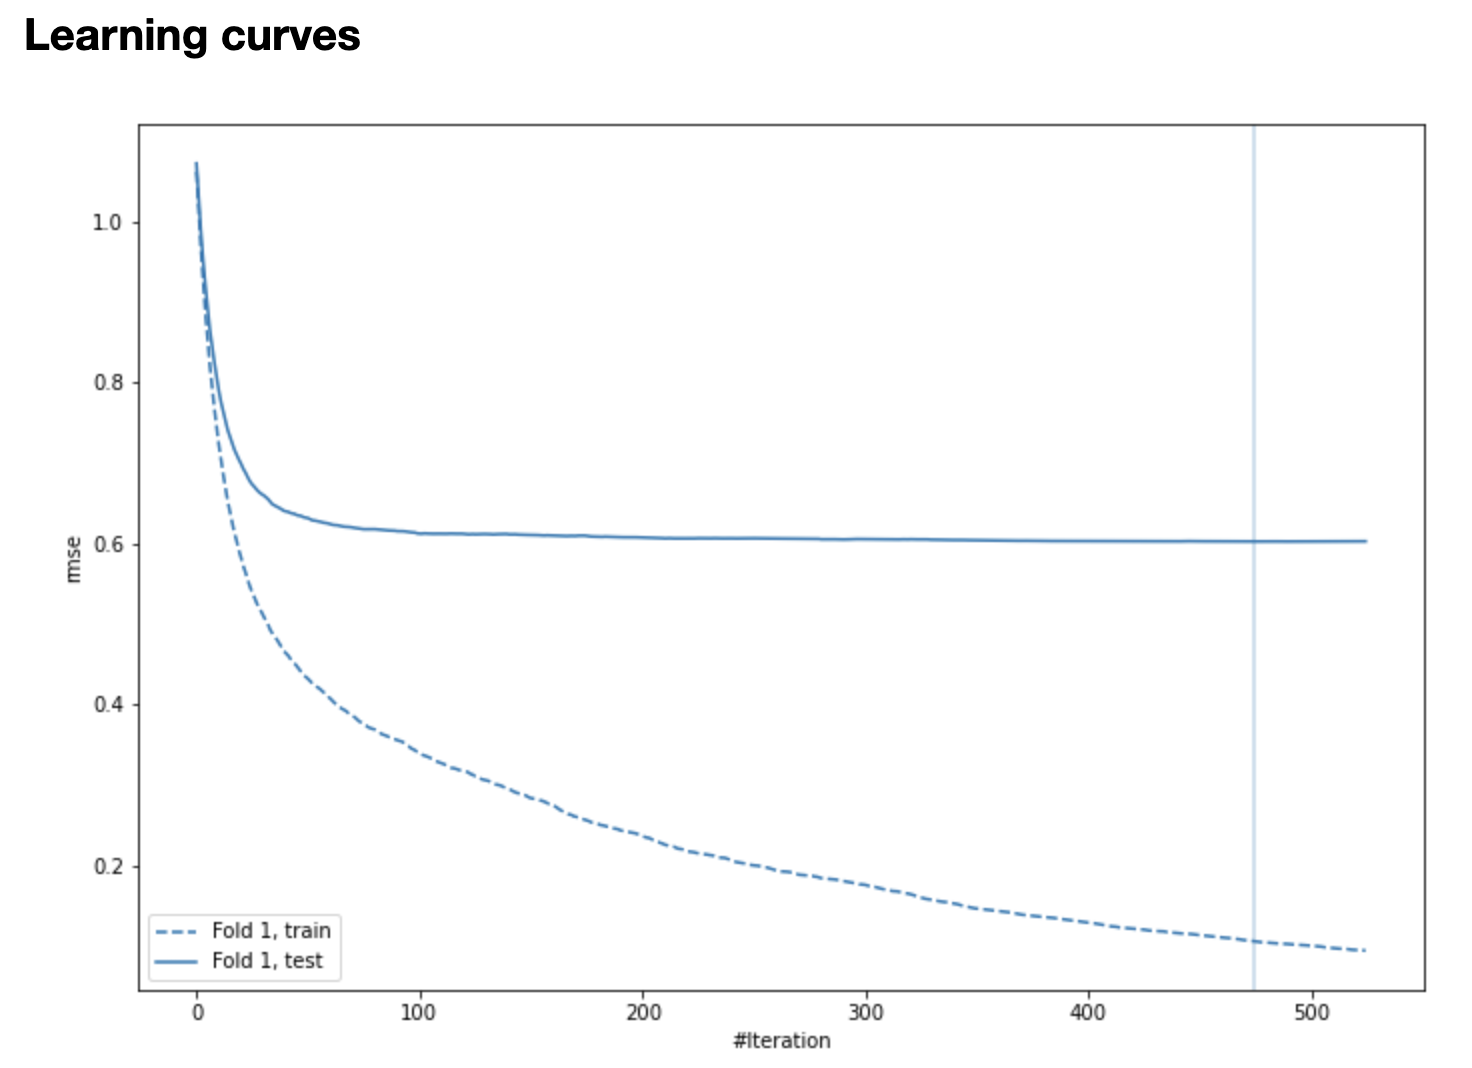 Learning curves
1.0
0.8
0.6
0.4
0.2
rmse
Fold 1, train
Fold 1, test
0 100 200 300 400 500
#Iteration